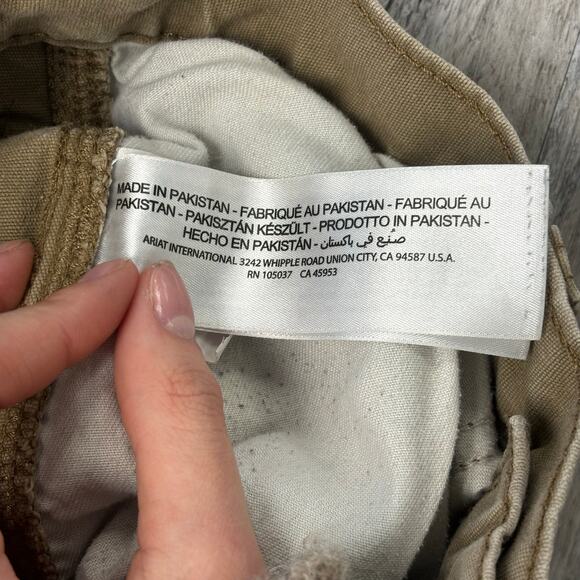 MADE IN PAKISTAN - FABRIQUÉ AU PAKISTAN - FABRIQUÉ AU
PAKISTAN - PAKISZTÁN KÉSZÜLT - PRODOTTO IN PAKISTAN -
HECHO EN PAKISTÁN - صنع في باكستان
ARIAT INTERNATIONAL 3242 WHIPPLE ROAD UNION CITY, CA 94587 U.S.A.
RN 105037 CA 45953